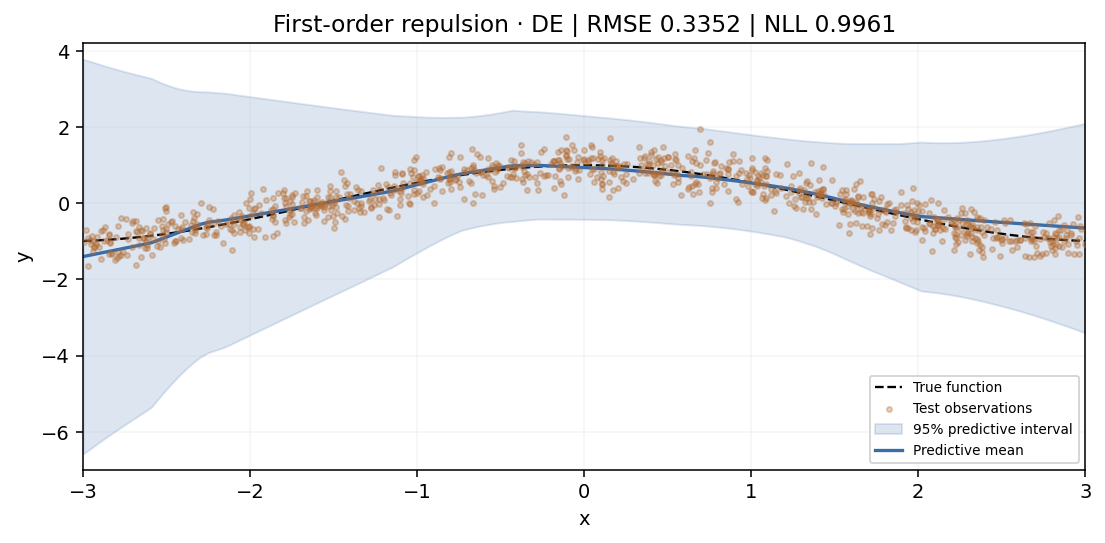 First-order repulsion · DE | RMSE 0.3352 | NLL 0.9961
4
2
0
−2
−4
−6
y
−3
−2
−1
0
1
2
3
x
True function
Test observations
95% predictive interval
Predictive mean